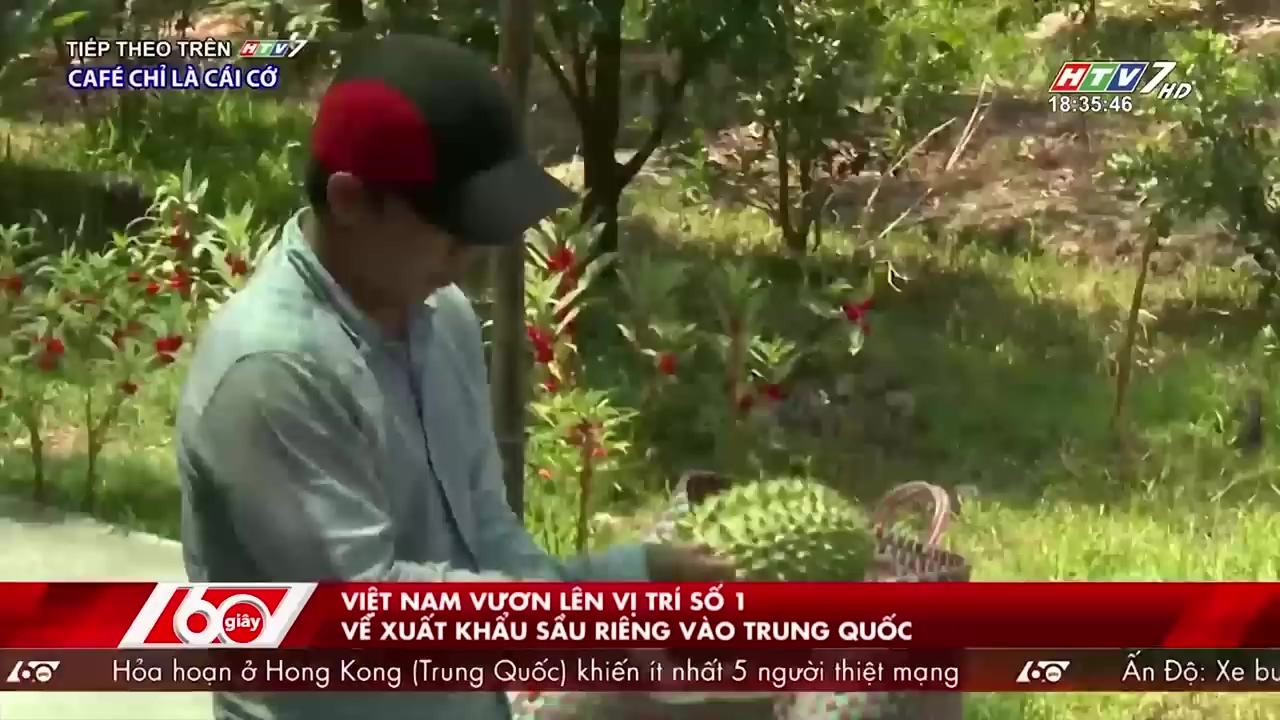 TIẾP THEO TRÊN HTV7
CAFÉ CHỈ LÀ CÁI CỚ
HTV7 HD
18:35:46
60 giây
VIỆT NAM VƯƠN LÊN VỊ TRÍ SỐ 1
VỀ XUẤT KHẨU SẦU RIÊNG VÀO TRUNG QUỐC
60 Hỏa hoạn ở Hong Kong (Trung Quốc) khiến ít nhất 5 người thiệt mạng 60 Ấn Độ: Xe bu